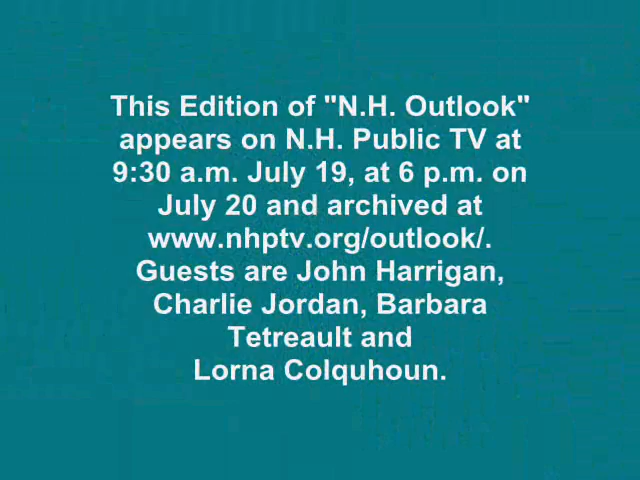 This Edition of "N.H. Outlook"
appears on N.H. Public TV at
9:30 a.m. July 19, at 6 p.m. on
July 20 and archived at
www.nhptv.org/outlook/.
Guests are John Harrigan,
Charlie Jordan, Barbara
Tetreault and
Lorna Colquhoun.